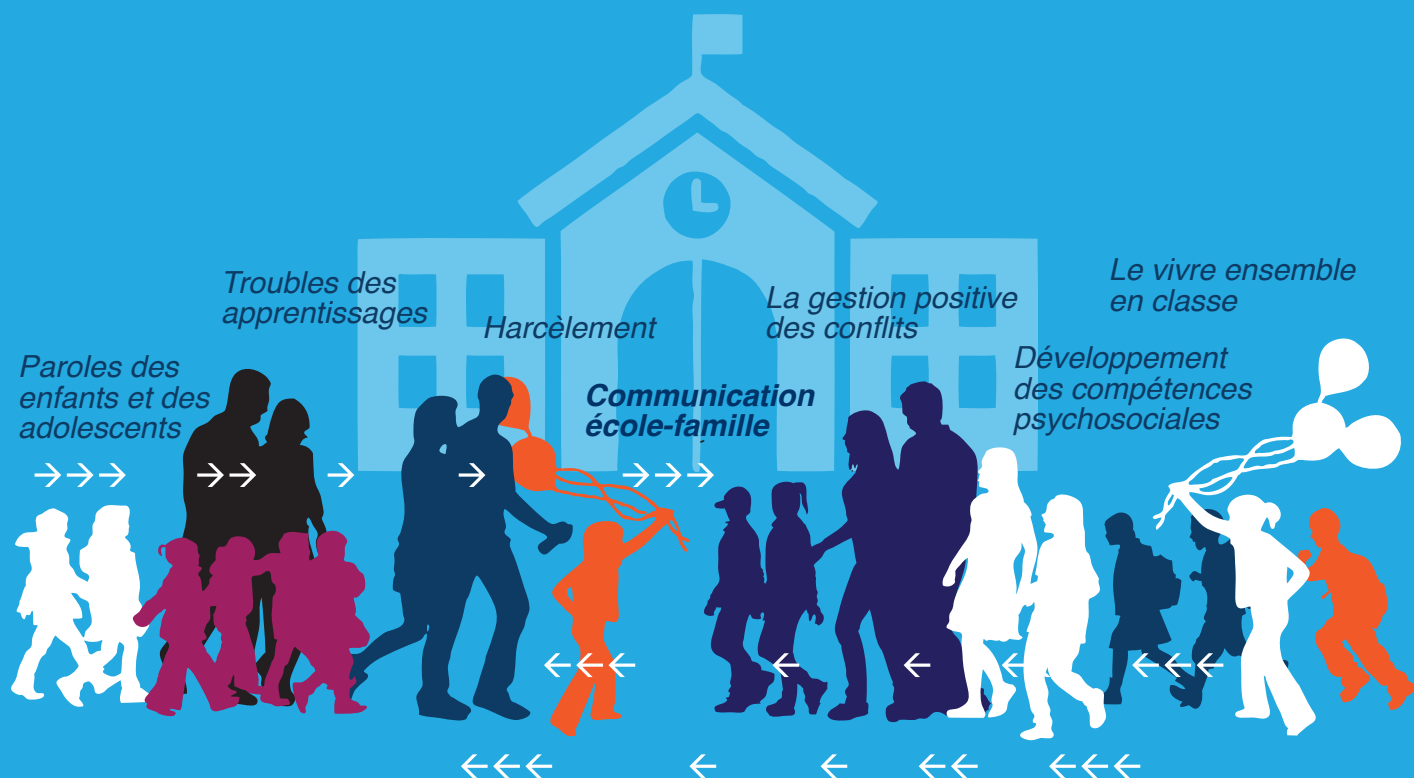 Paroles des
enfants et des
adolescents
Troubles des
apprentissages
Harcèlement
Communication
école-famille
La gestion positive
des conflits
Développement
des compétences
psychosociales
Le vivre ensemble
en classe